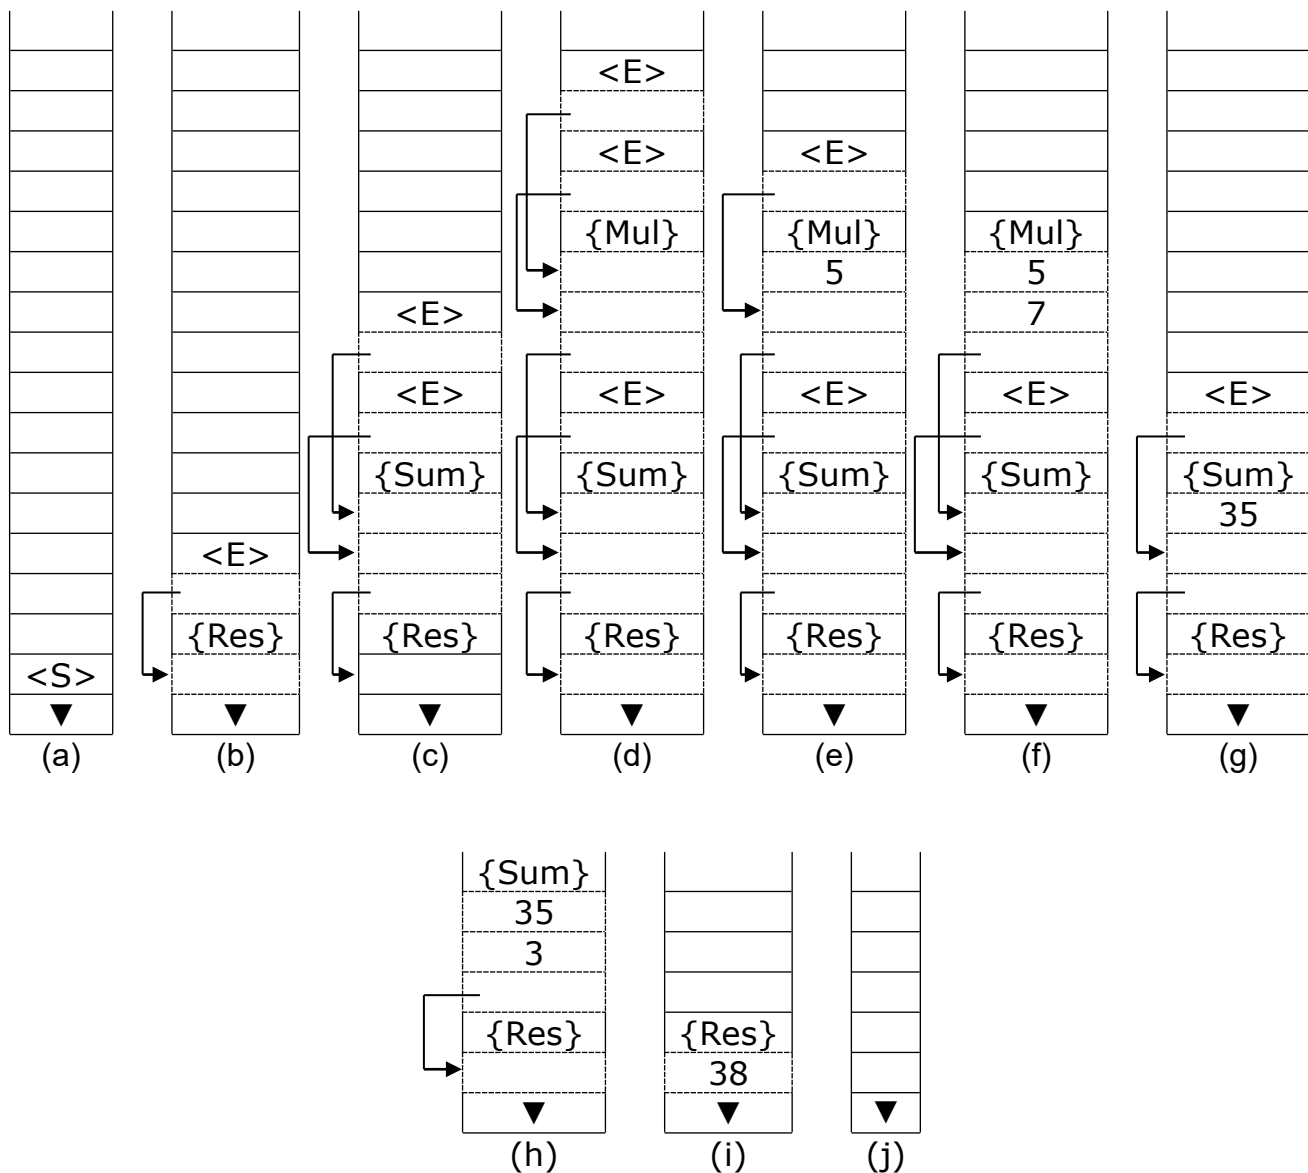 <E>
<E> <E>
{Mul} {Mul} {Mul}
5 5
<E> 7
<E> <E> <E> <E> <E>
{Sum} {Sum} {Sum} {Sum} {Sum}
35
<E>
{Res} {Res} {Res} {Res} {Res} {Res}
<S>
▼ ▼ ▼ ▼ ▼ ▼ ▼
(a) (b) (c) (d) (e) (f) (g)
{Sum}
35
3
{Res} {Res}
38
▼ ▼ ▼
(h) (i) (j)